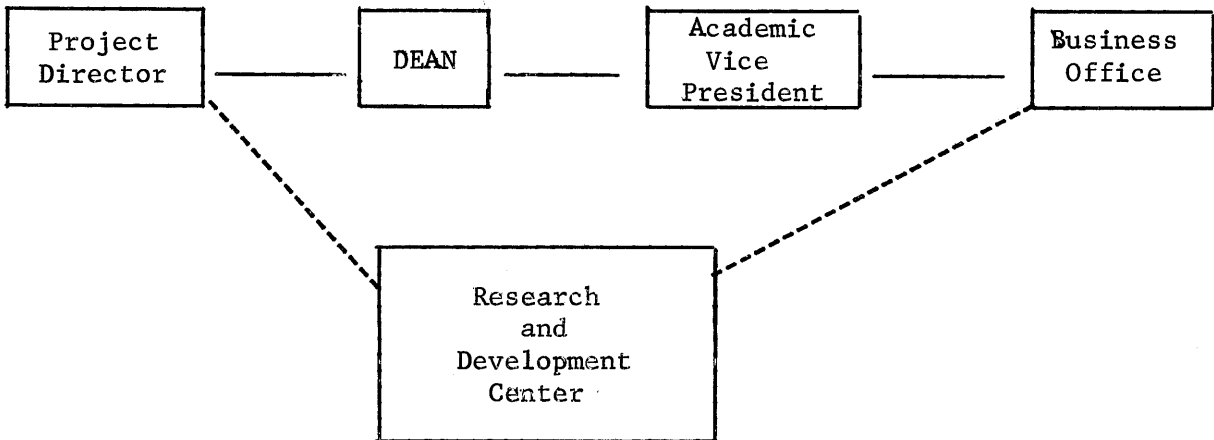 Project
Director
DEAN
Academic
Vice
President
Business
Office
Research
and
Development
Center